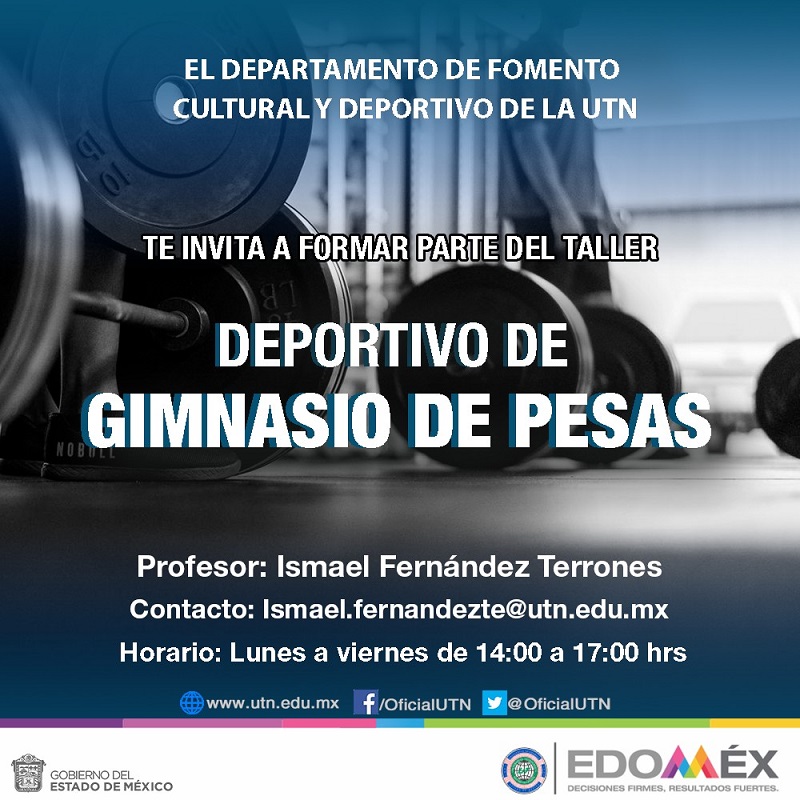 EL DEPARTAMENTO DE FOMENTO
CULTURAL Y DEPORTIVO DE LA UTN
TE INVITA A FORMAR PARTE DEL TALLER
DEPORTIVO DE
GIMNASIO DE PESAS
NOBULL
Profesor: Ismael Fernández Terrones
Contacto: Ismael.fernandezte@utn.edu.mx
Horario: Lunes a viernes de 14:00 a 17:00 hrs
www.utn.edu.mx /OficialUTN @OficialUTN
GOBIERNO DEL
ESTADO DE MÉXICO
EDOMÉX
DECISIONES FIRMES, RESULTADOS FUERTES.